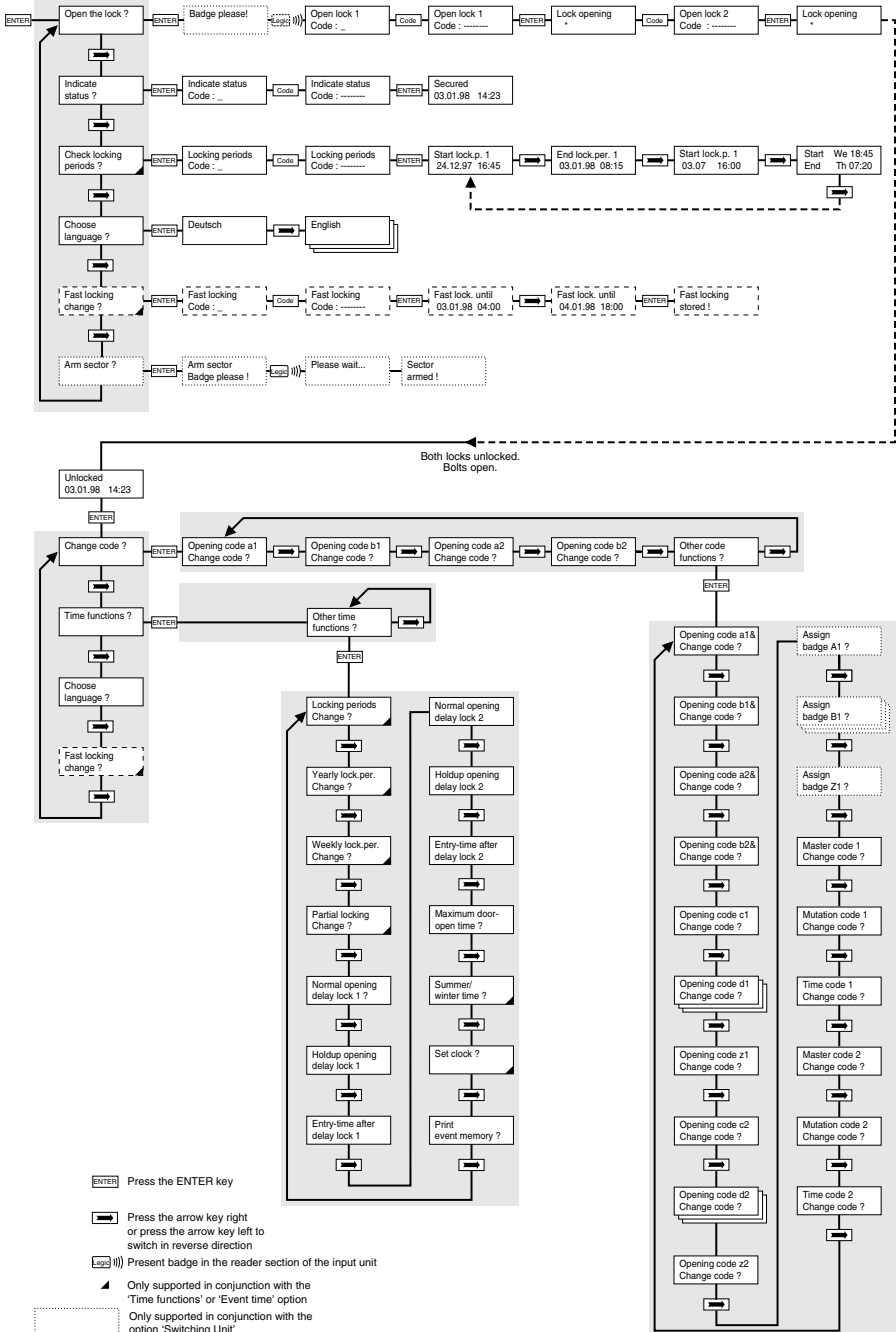 ENTER
Open the lock ?
ENTER
Badge please!
Legic
Open lock 1
Code : _
Code
Open lock 1
Code : --------
ENTER
Lock opening
*
Code
Open lock 2
Code : --------
ENTER
Lock opening
*
Indicate
status ?
ENTER
Indicate status
Code : _
Code
Indicate status
Code : --------
ENTER
Secured
03.01.98 14:23
Check locking
periods ?
ENTER
Locking periods
Code : _
Code
Locking periods
Code : --------
ENTER
Start lock.p. 1
24.12.97 16:45
End lock.per. 1
03.01.98 08:15
Start lock.p. 1
03.07 16:00
Start We 18:45
End Th 07:20
Choose
language ?
ENTER
Deutsch
English
Fast locking
change ?
ENTER
Fast locking
Code : _
Code
Fast locking
Code : --------
ENTER
Fast lock. until
03.01.98 04:00
Fast lock. until
04.01.98 18:00
ENTER
Fast locking
stored !
Arm sector ?
ENTER
Arm sector
Badge please !
Legic
Please wait...
Sector
armed !
Both locks unlocked.
Bolts open.
Unlocked
03.01.98 14:23
ENTER
Change code ?
ENTER
Opening code a1
Change code ?
Opening code b1
Change code ?
Opening code a2
Change code ?
Opening code b2
Change code ?
Other code
functions ?
ENTER
Time functions ?
ENTER
Other time
functions ?
ENTER
Choose
language ?
Fast locking
change ?
Locking periods
Change ?
Yearly lock.per.
Change ?
Weekly lock.per.
Change ?
Partial locking
Change ?
Normal opening
delay lock 1 ?
Holdup opening
delay lock 1
Entry-time after
delay lock 1
Normal opening
delay lock 2
Holdup opening
delay lock 2
Entry-time after
delay lock 2
Maximum door-
open time ?
Summer/
winter time ?
Set clock ?
Print
event memory ?
Opening code a1&
Change code ?
Opening code b1&
Change code ?
Opening code a2&
Change code ?
Opening code b2&
Change code ?
Opening code c1
Change code ?
Opening code d1
Change code ?
Opening code z1
Change code ?
Opening code c2
Change code ?
Opening code d2
Change code ?
Opening code z2
Change code ?
Assign
badge A1 ?
Assign
badge B1 ?
Assign
badge Z1 ?
Master code 1
Change code ?
Mutation code 1
Change code ?
Time code 1
Change code ?
Master code 2
Change code ?
Mutation code 2
Change code ?
Time code 2
Change code ?
ENTER Press the ENTER key
Press the arrow key right
or press the arrow key left to
switch in reverse direction
Legic Present badge in the reader section of the input unit
Only supported in conjunction with the
'Time functions' or 'Event time' option
Only supported in conjunction with the
option 'Switching Unit'